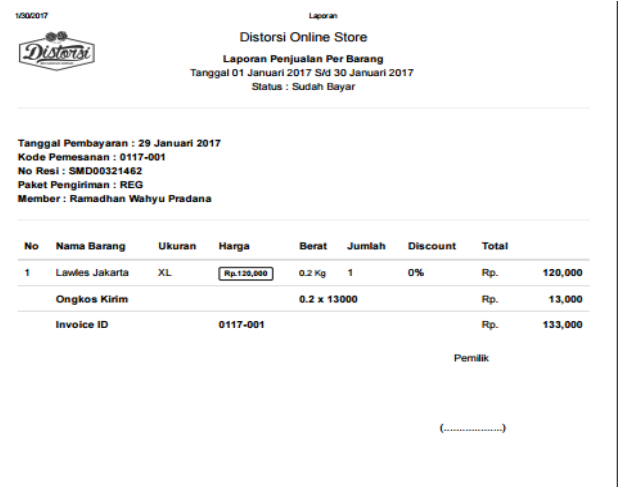 1/30/2017 Laporan
Distorsi
Distorsi Online Store
Laporan Penjualan Per Barang
Tanggal 01 Januari 2017 S/d 30 Januari 2017
Status : Sudah Bayar
Tanggal Pembayaran : 29 Januari 2017
Kode Pemesanan : 0117-001
No Resi : SMD00321462
Paket Pengiriman : REG
Member : Ramadhan Wahyu Pradana
No Nama Barang Ukuran Harga Berat Jumlah Discount Total
1 Lawles Jakarta XL Rp.120,000 0.2 Kg 1 0% Rp. 120,000
Ongkos Kirim 0.2 x 13000 Rp. 13,000
Invoice ID 0117-001 Rp. 133,000
Pemilik
(...................)